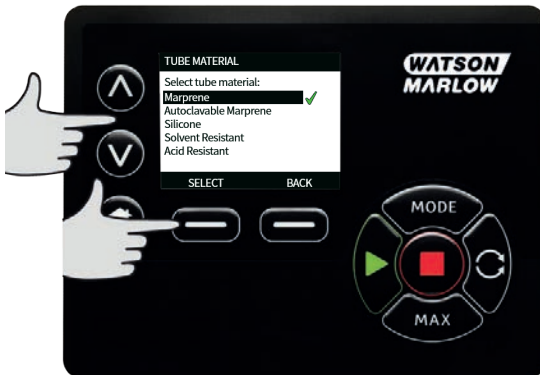 TUBE MATERIAL
Select tube material:
Marprene
Autoclavable Marprene
Silicone
Solvent Resistant
Acid Resistant
SELECT BACK
WATSON
MARLOW
MODE
MAX